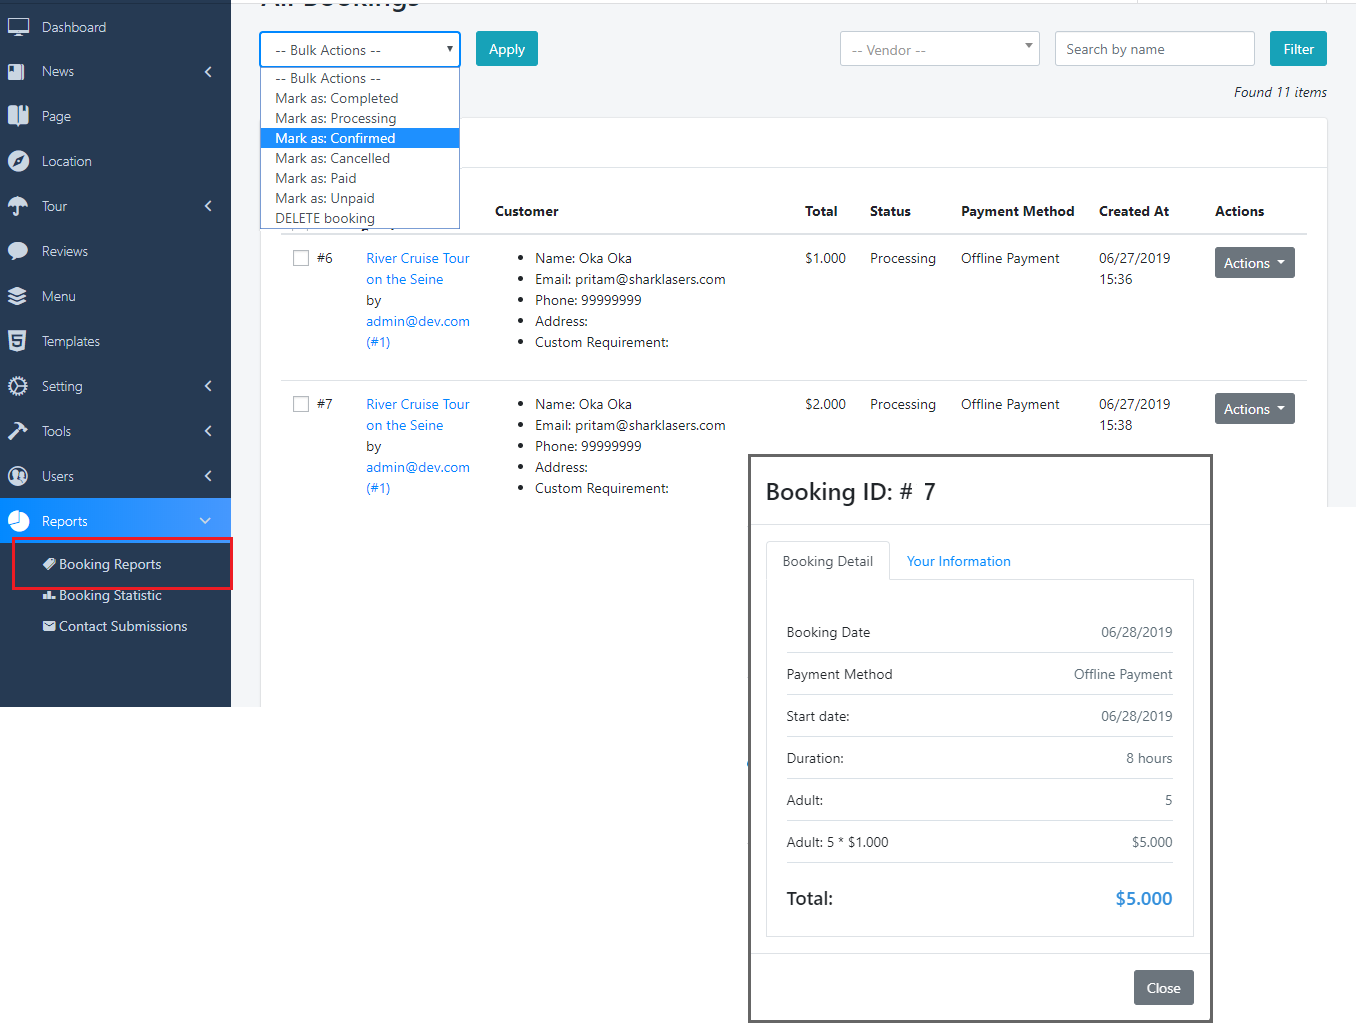 Dashboard
News
Page
Location
Tour
Reviews
Menu
Templates
Setting
Tools
Users
Reports
Booking Reports
Booking Statistic
Contact Submissions
All Bookings
-- Bulk Actions --
Apply
-- Vendor --
Search by name
Filter
-- Bulk Actions --
Mark as: Completed
Mark as: Processing
Mark as: Confirmed
Mark as: Cancelled
Mark as: Paid
Mark as: Unpaid
DELETE booking
Found 11 items
Customer Total Status Payment Method Created At Actions
#6
River Cruise Tour
on the Seine
by
admin@dev.com
(#1)
• Name: Oka Oka
• Email: pritam@sharklasers.com
• Phone: 99999999
• Address:
• Custom Requirement:
$1.000
Processing
Offline Payment
06/27/2019
15:36
Actions
#7
River Cruise Tour
on the Seine
by
admin@dev.com
(#1)
• Name: Oka Oka
• Email: pritam@sharklasers.com
• Phone: 99999999
• Address:
• Custom Requirement:
$2.000
Processing
Offline Payment
06/27/2019
15:38
Actions
Booking ID: # 7
Booking Detail
Your Information
Booking Date 06/28/2019
Payment Method Offline Payment
Start date: 06/28/2019
Duration: 8 hours
Adult: 5
Adult: 5 * $1.000 $5.000
Total: $5.000
Close